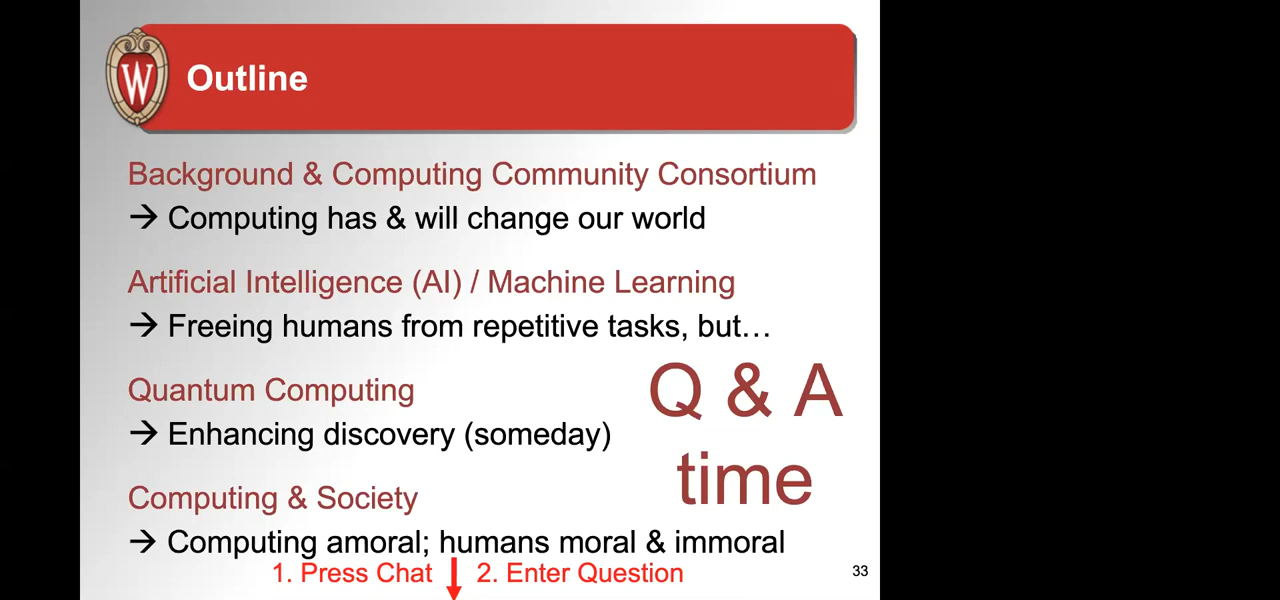 W
Outline
Background & Computing Community Consortium
→ Computing has & will change our world
Artificial Intelligence (AI) / Machine Learning
→ Freeing humans from repetitive tasks, but…
Quantum Computing
→ Enhancing discovery (someday)
Q & A
time
Computing & Society
→ Computing amoral; humans moral & immoral
1. Press Chat 2. Enter Question
33